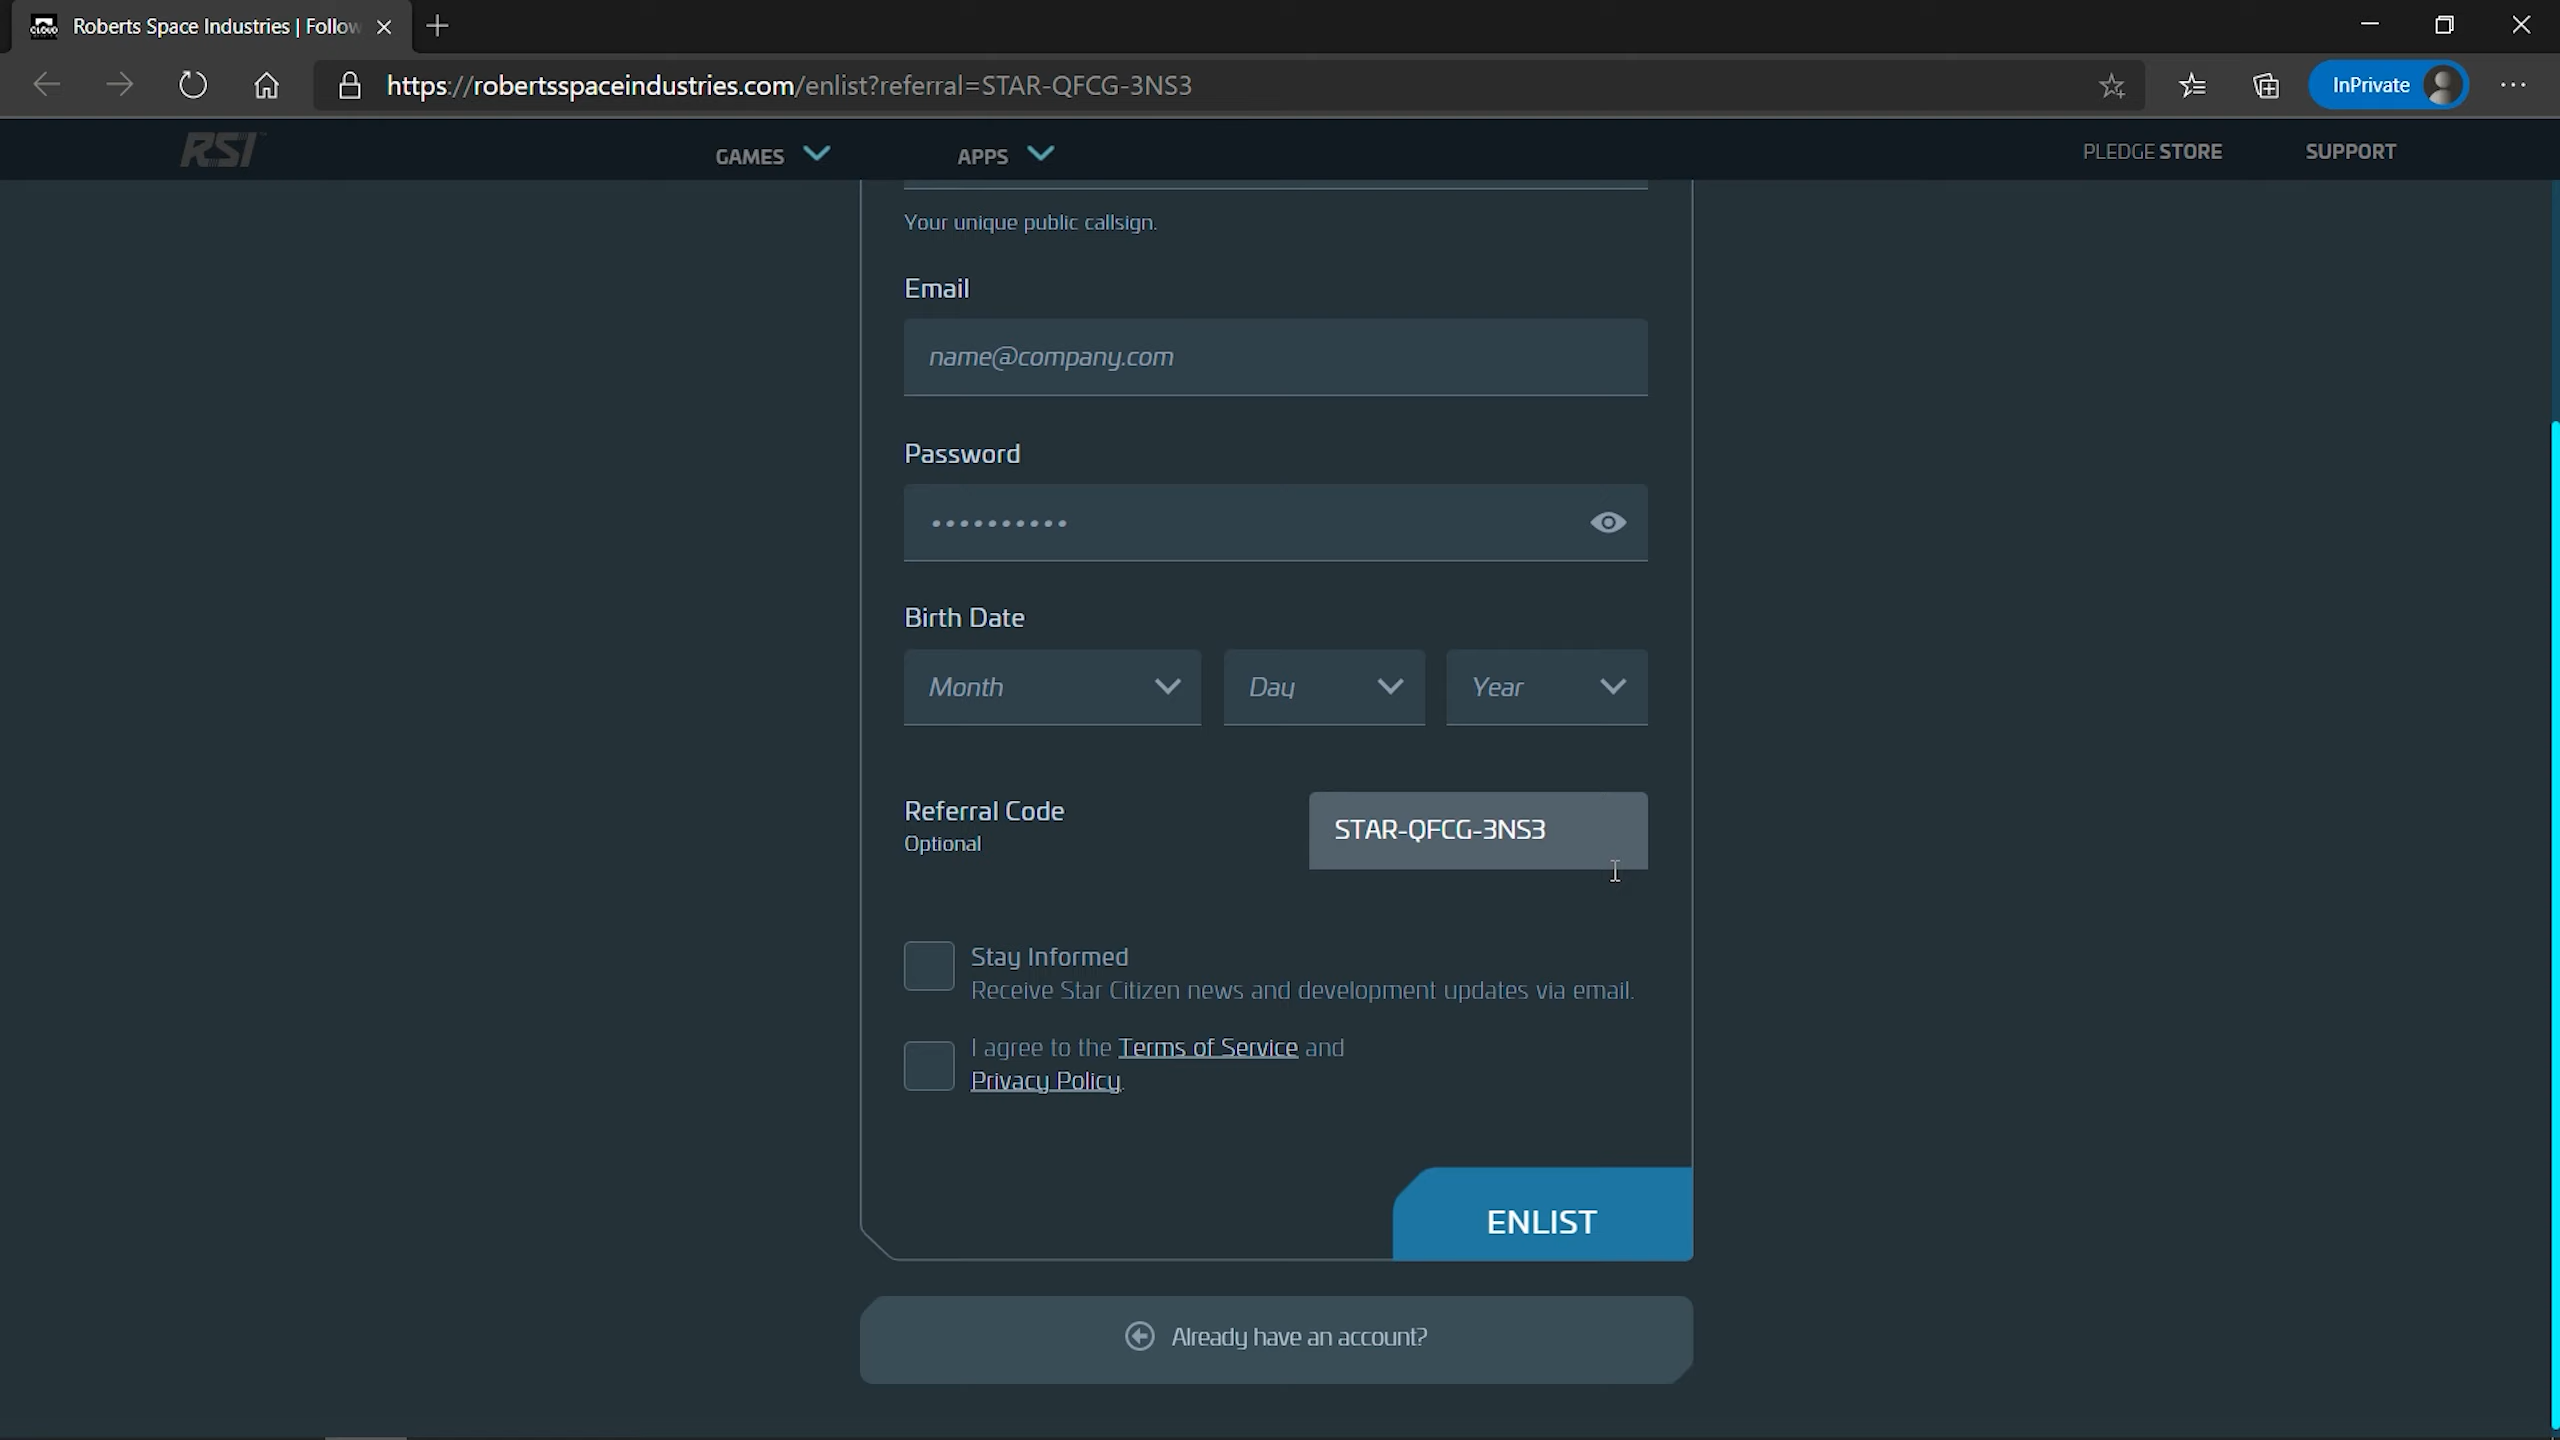 CLOUD
Roberts Space Industries | Follow
https://robertsspaceindustries.com/enlist?referral=STAR-QFCG-3NS3
InPrivate
RSI
GAMES
APPS
PLEDGE STORE
SUPPORT
Your unique public callsign.
Email
name@company.com
Password
••••••••••
Birth Date
Month
Day
Year
Referral Code
Optional
STAR-QFCG-3NS3
Stay Informed
Receive Star Citizen news and development updates via email.
I agree to the Terms of Service and
Privacy Policy.
ENLIST
Already have an account?